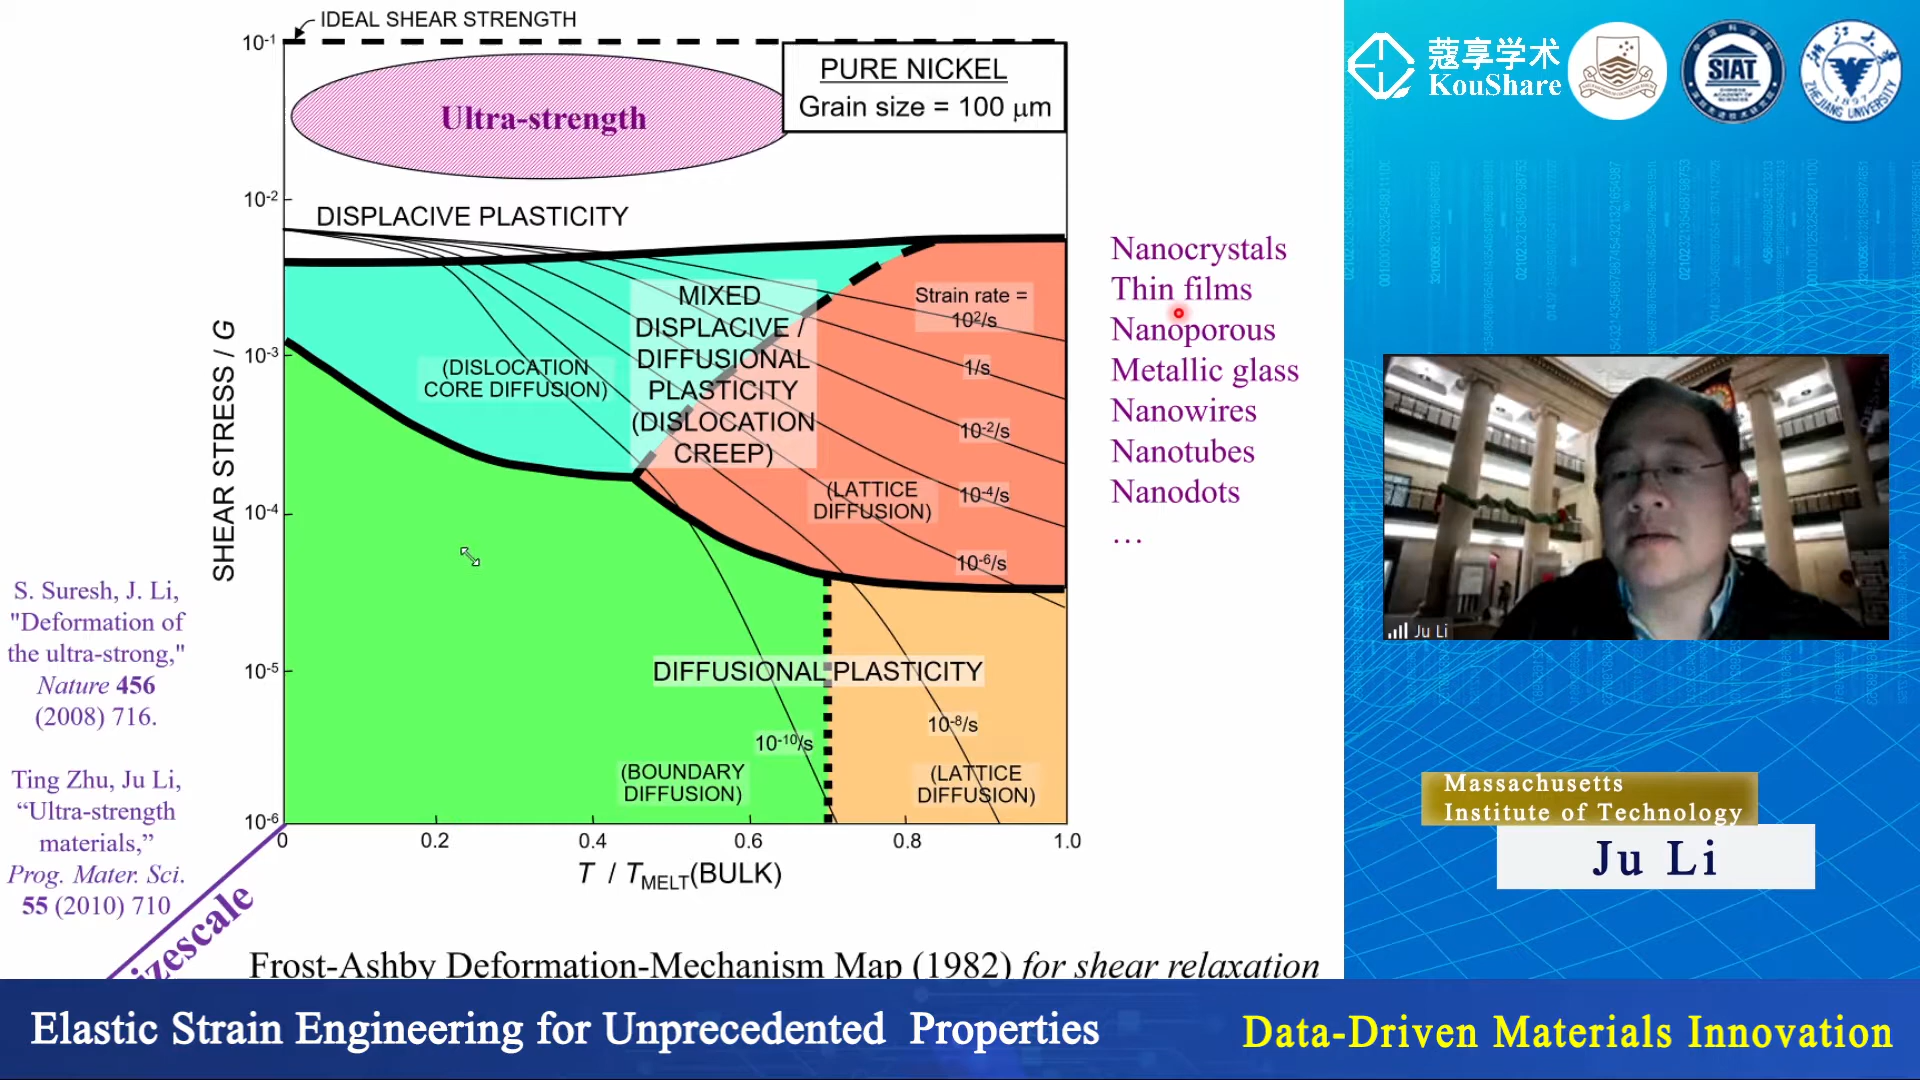 IDEAL SHEAR STRENGTH
10-1
PURE NICKEL
Grain size = 100 μm
Ultra-strength
10-2
DISPLACIVE PLASTICITY
MIXED
DISPLACIVE /
DIFFUSIONAL
PLASTICITY
(DISLOCATION
CREEP)
(DISLOCATION
CORE DIFFUSION)
Strain rate =
10²/s
1/s
10-2/s
10-4/s
10-6/s
(LATTICE
DIFFUSION)
10-3
10-4
10-5
10-6
SHEAR STRESS / G
DIFFUSIONAL PLASTICITY
10-10/s
10-8/s
(BOUNDARY
DIFFUSION)
(LATTICE
DIFFUSION)
0
0.2
0.4
0.6
0.8
1.0
T / TMELT(BULK)
Nanocrystals
Thin films
Nanoporous
Metallic glass
Nanowires
Nanotubes
Nanodots
…
S. Suresh, J. Li,
"Deformation of
the ultra-strong,"
Nature 456
(2008) 716.
Ting Zhu, Ju Li,
“Ultra-strength
materials,”
Prog. Mater. Sci.
55 (2010) 710
izescale
Frost-Ashby Deformation-Mechanism Map (1982) for shear relaxation
蔻享学术
KouShare
SIAT
ZHEJIANG UNIVERSITY
1897
Ju Li
Massachusetts
Institute of Technology
Ju Li
Elastic Strain Engineering for Unprecedented Properties
Data-Driven Materials Innovation